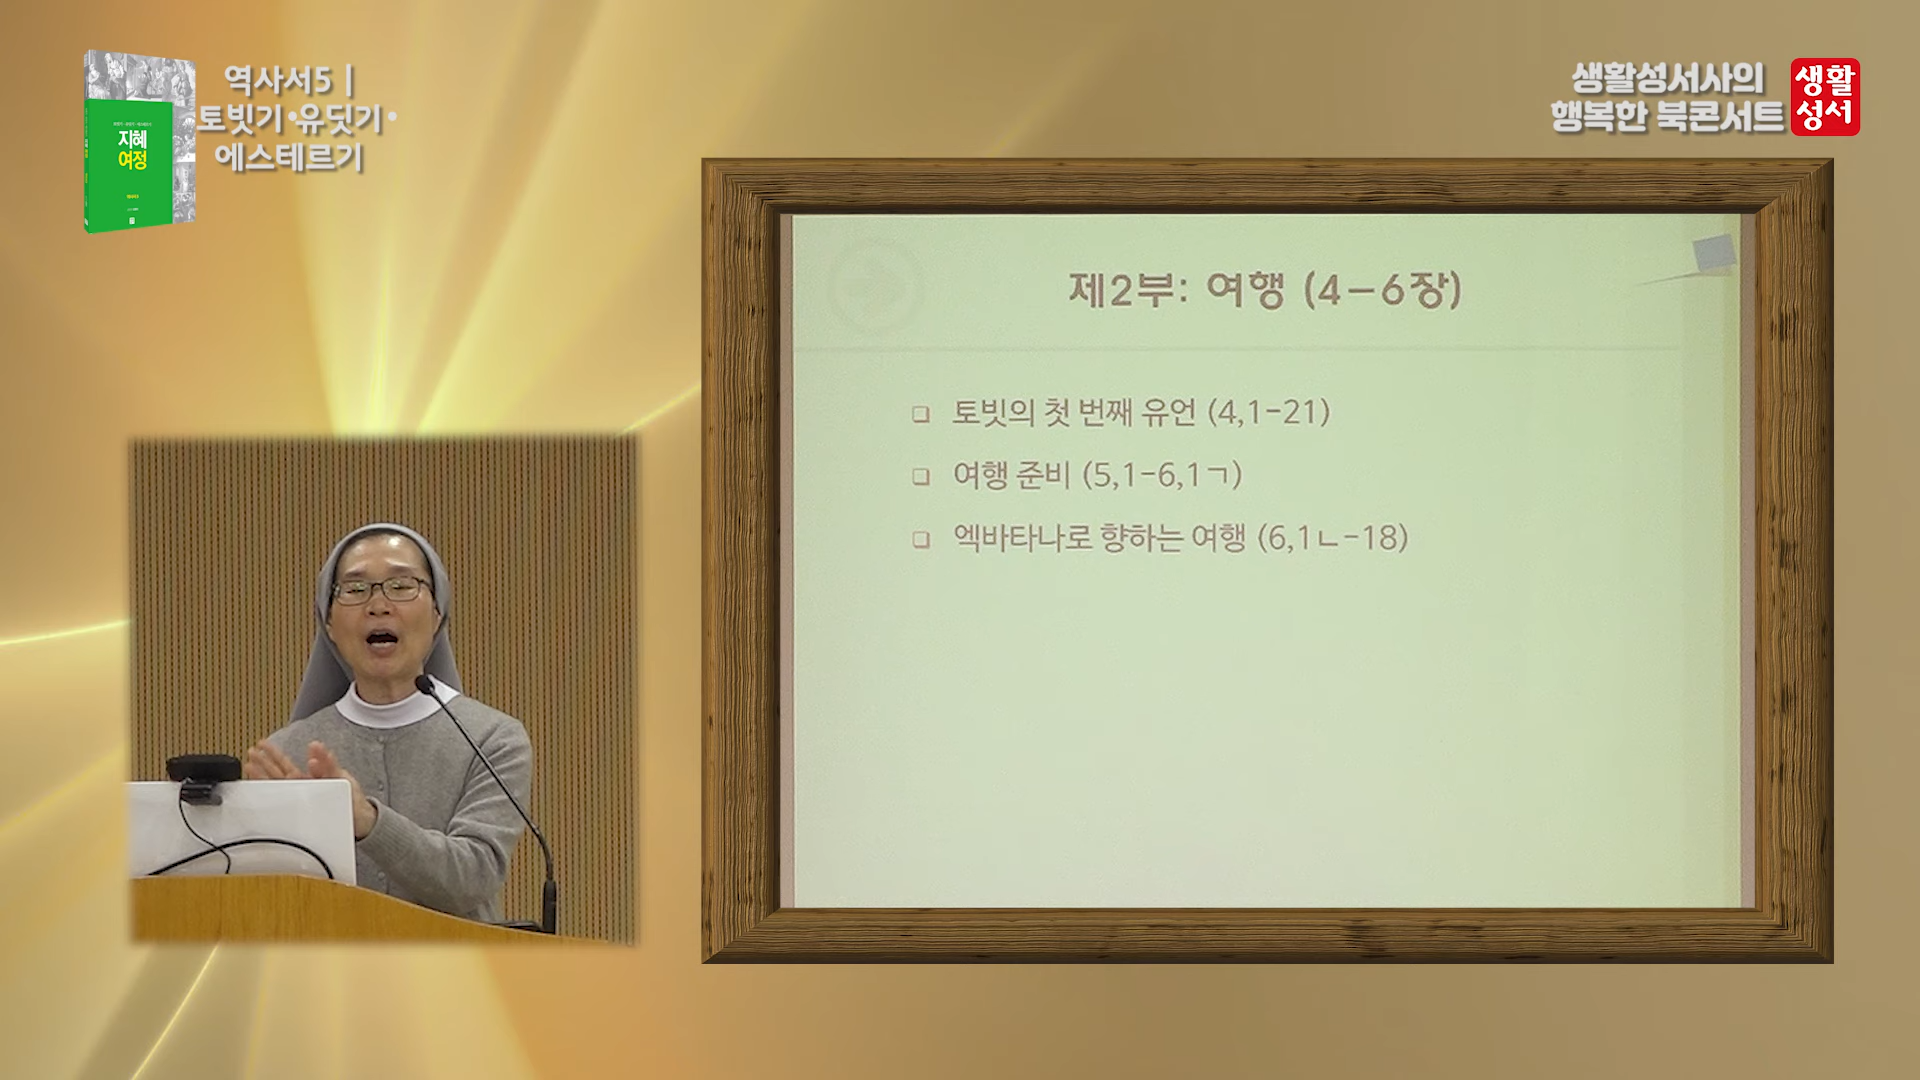 역사서5 |
토빗기•유딧기•
에스테르기
지혜
여정
생활성서사의
행복한 북콘서트
생활
성서
제2부: 여행 (4-6장)
토빗의 첫 번째 유언 (4,1-21)
여행 준비 (5,1-6,1ㄱ)
엑바타나로 향하는 여행 (6,1ㄴ-18)